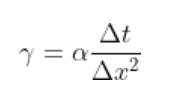 γ = α Δt / Δx²